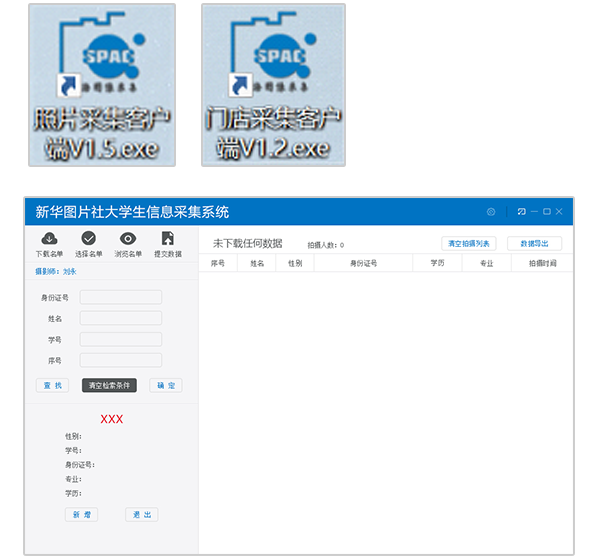 SPAC
照片采集客户
端V1.5.exe
SPAC
门店采集客户
端V1.2.exe
新华图片社大学生信息采集系统
下载名单 选择名单 浏览名单 提交数据
未下载任何数据 拍摄人数：0 清空拍摄列表 数据导出
序号 姓名 性别 身份证号 学历 专业 拍摄时间
摄影师：刘永
身份证号
姓名
学号
序号
查 找 清空检索条件 确 定
XXX
性别：
学号：
身份证号：
专业：
学历：
新 增 退 出